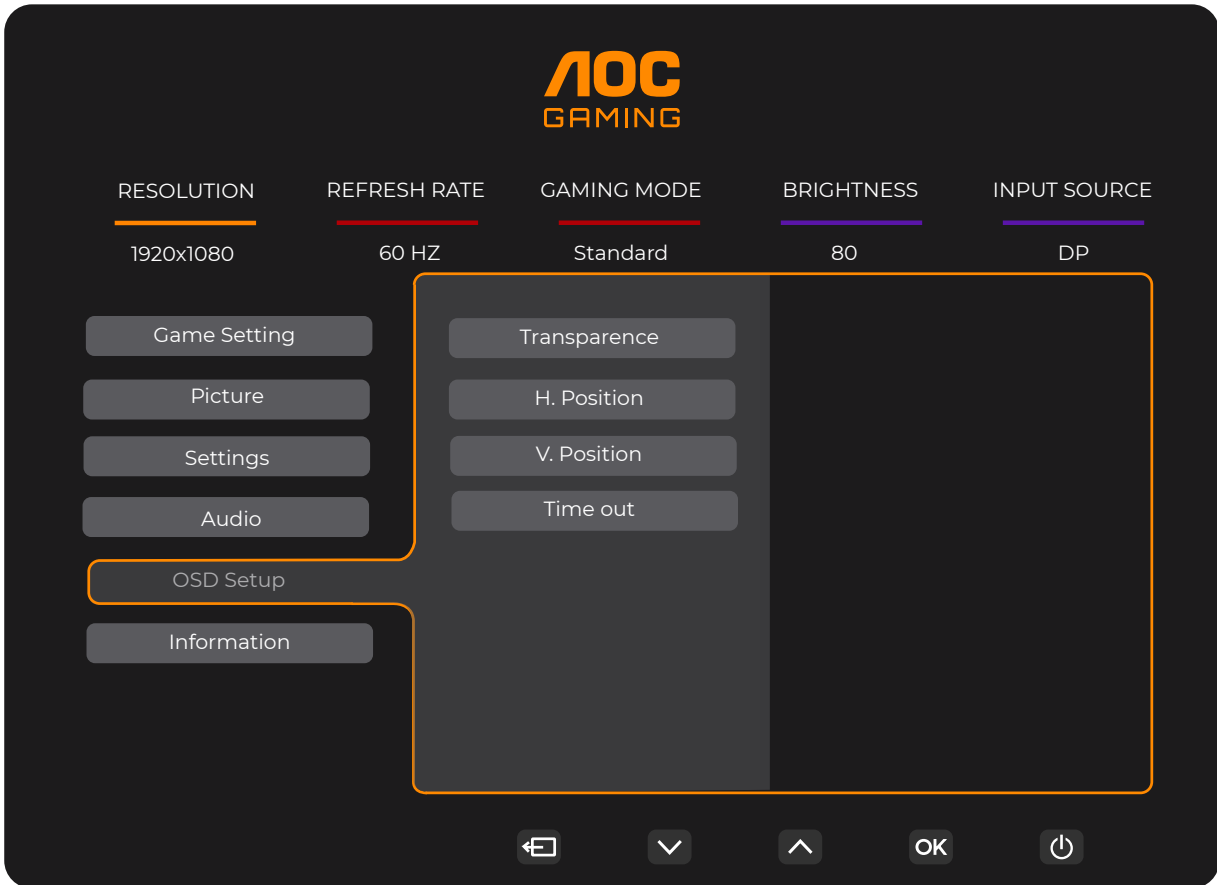 AOC
GAMING
RESOLUTION REFRESH RATE GAMING MODE BRIGHTNESS INPUT SOURCE
1920x1080 60 HZ Standard 80 DP
Game Setting
Picture
Settings
Audio
OSD Setup
Information
Transparence
H. Position
V. Position
Time out
OK